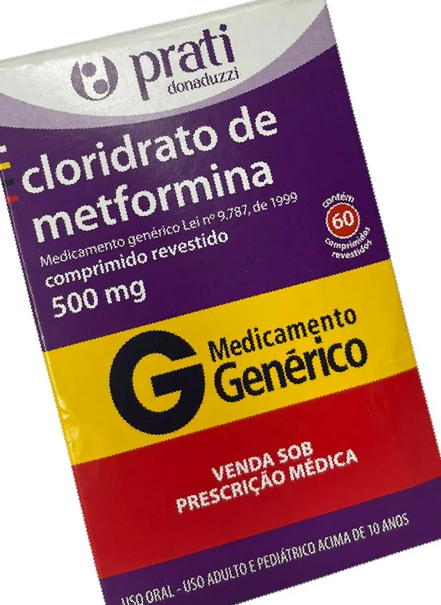 prati
donaduzzi
cloridrato de
metformina
Medicamento genérico Lei nº 9.787, de 1999
comprimido revestido
500 mg
contém
60
comprimidos
revestidos
G Medicamento
Genérico
VENDA SOB
PRESCRIÇÃO MÉDICA
USO ORAL - USO ADULTO E PEDIÁTRICO ACIMA DE 10 ANOS